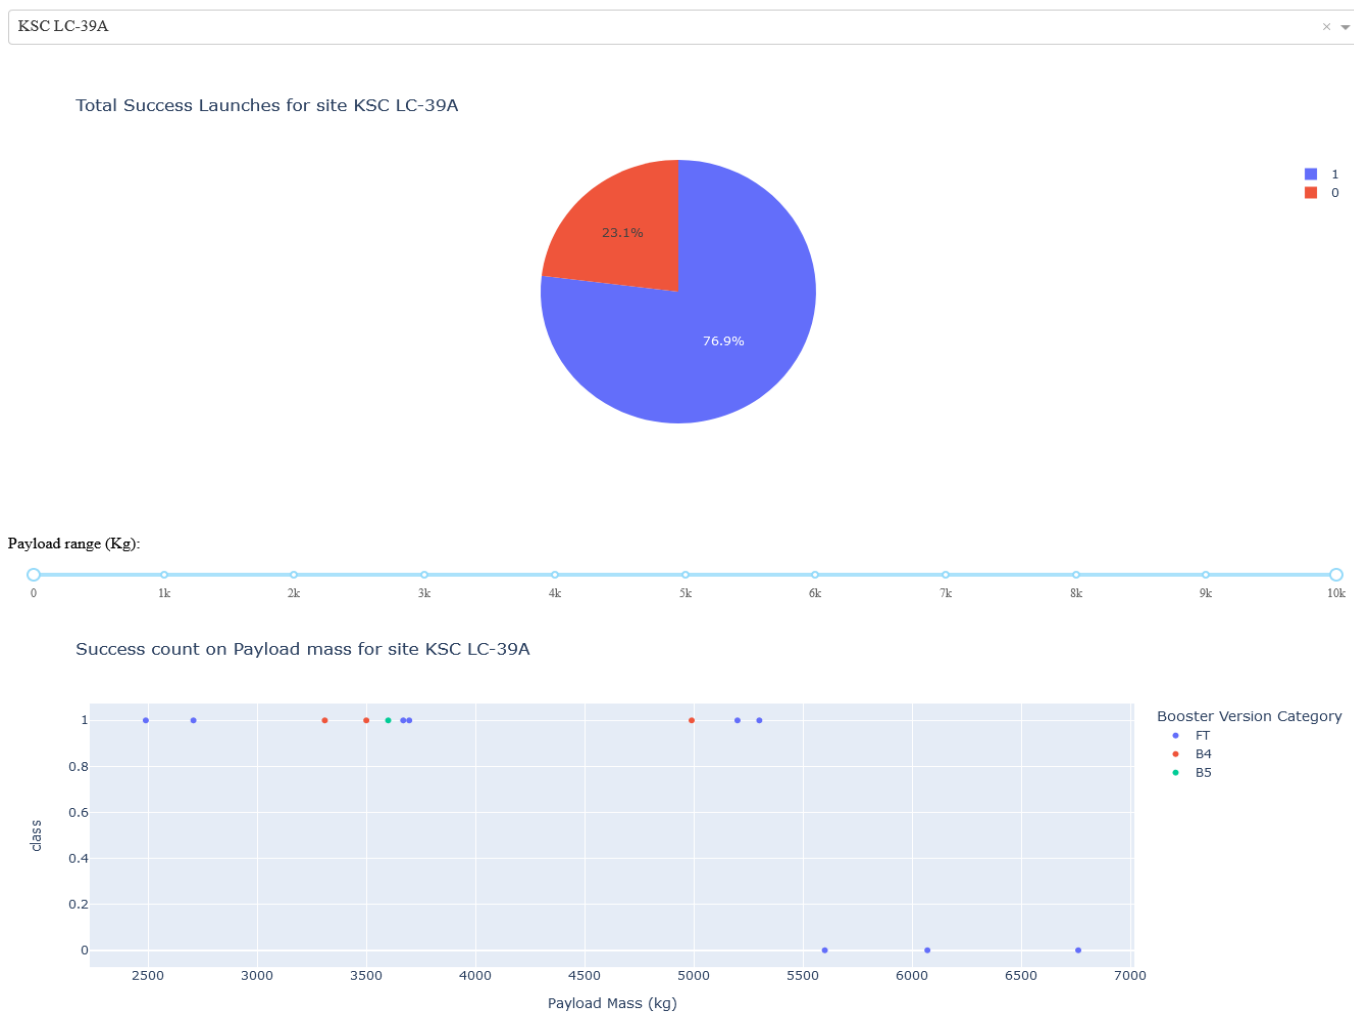 KSC LC-39A
Total Success Launches for site KSC LC-39A
1
0
23.1%
76.9%
Payload range (Kg):
0 1k 2k 3k 4k 5k 6k 7k 8k 9k 10k
Success count on Payload mass for site KSC LC-39A
Booster Version Category
FT
B4
B5
1
0.8
0.6
0.4
0.2
0
class
2500 3000 3500 4000 4500 5000 5500 6000 6500 7000
Payload Mass (kg)